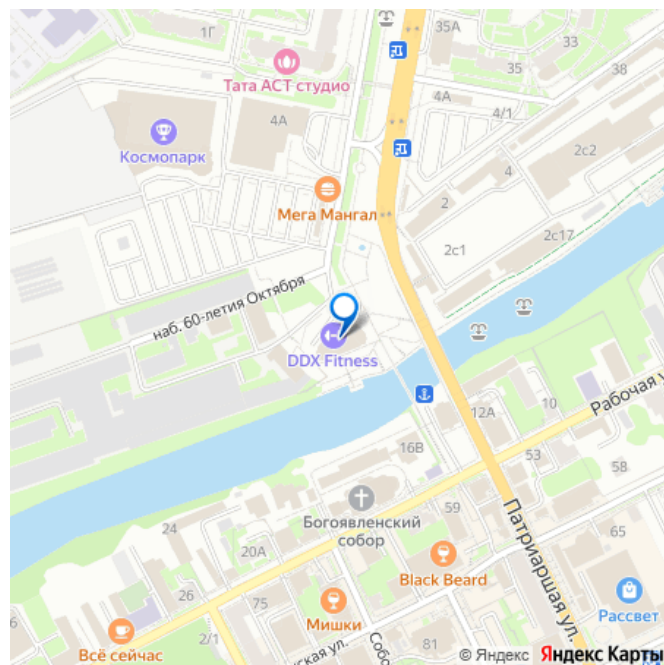 1Г
35А
33
35
38
Тата АСТ студио
4А
4/1
4А
Космопарк
2с2
4
Мега Мангал
2
2с1
2с17
наб. 60-летия Октября
DDX Fitness
12А
10
Рабочая у
16В
53
58
Богоявленский
собор
59
Патриаршая ул.
24
20А
26
65
Black Beard
75
Рассвет
Мишки
2/1
ская ул.
81
Собо
Всё сейчас
© Яндекс Яндекс Карты